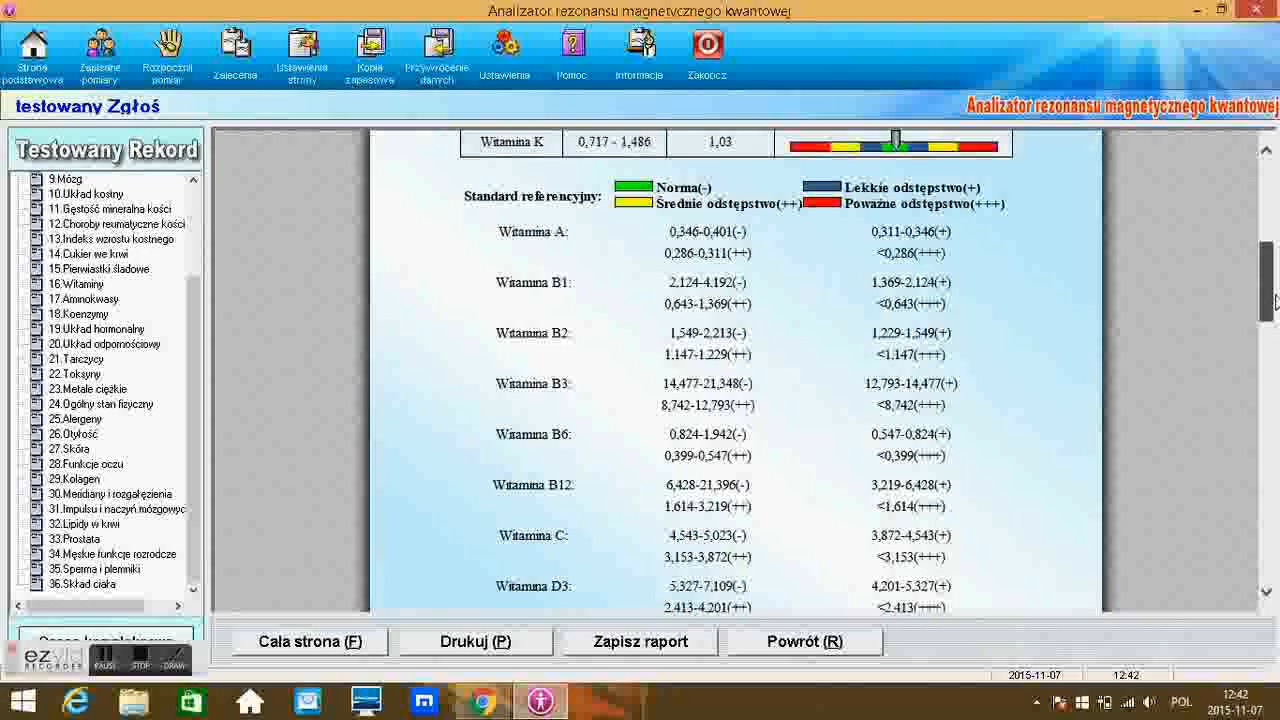 Analizator rezonansu magnetycznego kwantowej
Strona podstawowa
Zapisane pomiary
Rozpocznij pomiar
Zalecenia
Ustawienia strony
Kopia zapasowa
Przywrócenie danych
Ustawienia
Pomoc
Informacje
Zakończ
testowany Zgłoś
Analizator rezonansu magnetycznego kwantowej
Testowany Rekord
9.Mózg
10.Układ kostny
11.Gęstość mineralna kości
12.Choroby reumatyczne kości
13.Indeks wzrostu kostnego
14.Cukier we krwi
15.Pierwiastki śladowe
16.Witaminy
17.Aminokwasy
18.Koenzymy
19.Układ hormonalny
20.Układ odpornościowy
21.Tarczycy
22.Toksyny
23.Metale ciężkie
24.Ogólny stan fizyczny
25.Alergeny
26.Otyłość
27.Skóra
28.Funkcje oczu
29.Kolagen
30.Meridiany i rozgałęzienia
31.Impulsu i naczyń mózgowyc
32.Lipidy w krwi
33.Prostata
34.Męskie funkcje rozrodcze
35.Sperma i plemniki
36.Skład ciała
Witamina K 0,717 - 1,486 1,03
Standard referencyjny: Norma(-) Lekkie odstępstwo(+)
Średnie odstępstwo(++) Poważne odstępstwo(+++)
Witamina A: 0,346-0,401(-) 0,311-0,346(+)
0,286-0,311(++) <0,286(+++)
Witamina B1: 2,124-4,192(-) 1,369-2,124(+)
0,643-1,369(++) <0,643(+++)
Witamina B2: 1,549-2,213(-) 1,229-1,549(+)
1,147-1,229(++) <1,147(+++)
Witamina B3: 14,477-21,348(-) 12,793-14,477(+)
8,742-12,793(++) <8,742(+++)
Witamina B6: 0,824-1,942(-) 0,547-0,824(+)
0,399-0,547(++) <0,399(+++)
Witamina B12: 6,428-21,396(-) 3,219-6,428(+)
1,614-3,219(++) <1,614(+++)
Witamina C: 4,543-5,023(-) 3,872-4,543(+)
3,153-3,872(++) <3,153(+++)
Witamina D3: 5,327-7,109(-) 4,201-5,327(+)
2,413-4,201(++) <2,413(+++)
Cala strona (F)
Drukuj (P)
Zapisz raport
Powrót (R)
ezvid
RECORDER
PAUSE
STOP
DRAW
2015-11-07 12:42
POL
12:42
2015-11-07